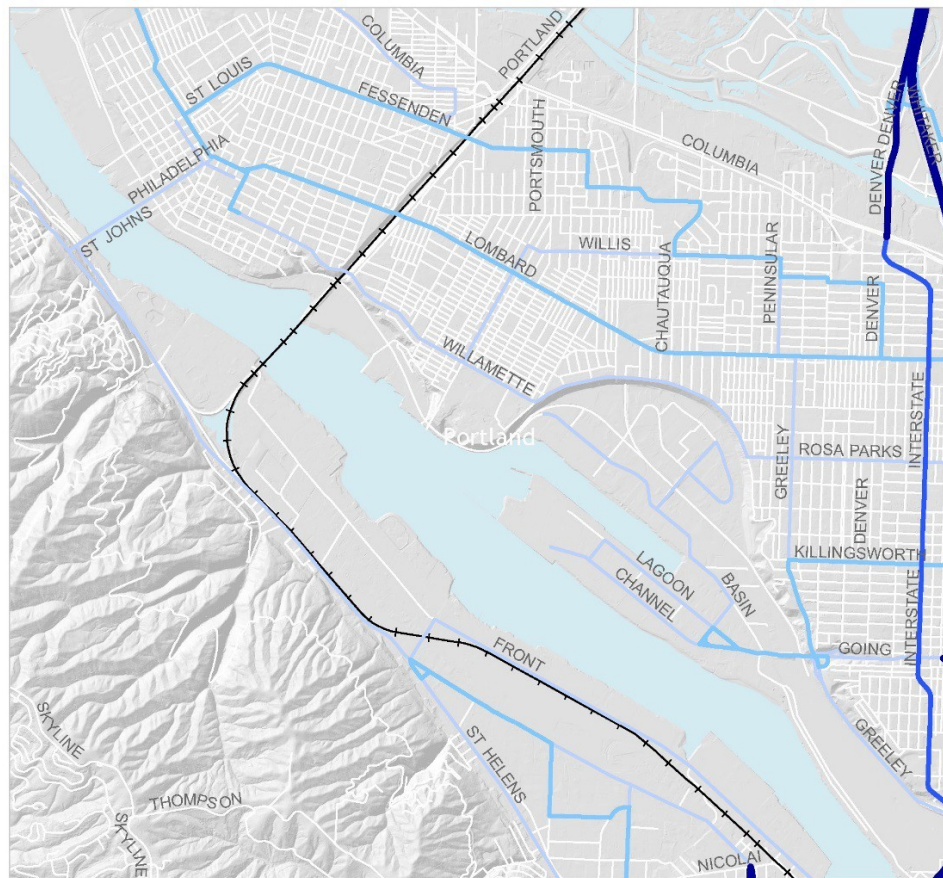 COLUMBIA
PORTLAND
ST LOUIS
FESSENDEN
PORTSMOUTH
COLUMBIA
DENVER DENVER
WHITAKER
PHILADELPHIA
ST JOHNS
LOMBARD
WILLIS
CHAUTAUQUA
PENINSULAR
DENVER
WILLAMETTE
INTERSTATE
Portland
GREELEY
ROSA PARKS
DENVER
KILLINGSWORTH
LAGOON
CHANNEL
BASIN
INTERSTATE
GOING
FRONT
GREELEY
SKYLINE
ST HELENS
THOMPSON
SKYLINE
NICOLAI